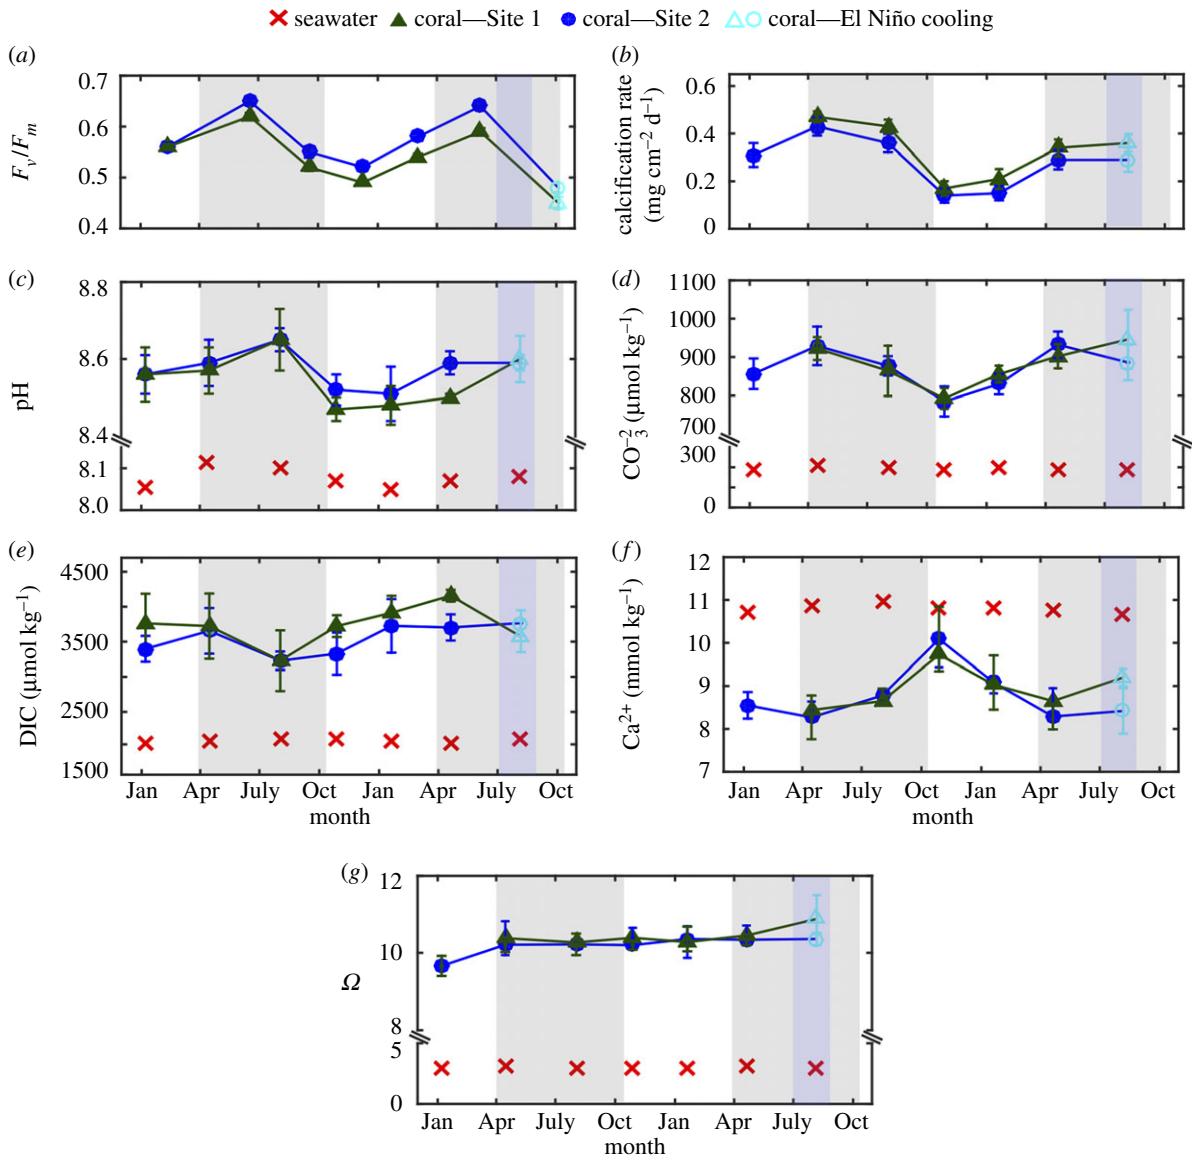 seawater coral—Site 1 coral—Site 2 coral—El Niño cooling
(a) (b)
0.7
0.6
0.5
0.4
Fv/Fm
0.6
0.4
0.2
0
calcification rate
(mg cm−2 d−1)
(c) (d)
8.8
8.6
8.4
8.1
8.0
pH
1100
1000
900
800
700
300
0
CO3−2 (µmol kg−1)
(e) (f)
4500
3500
2500
1500
DIC (µmol kg−1)
Jan Apr July Oct Jan Apr July Oct
month
12
11
10
9
8
7
Ca2+ (mmol kg−1)
Jan Apr July Oct Jan Apr July Oct
month
(g)
12
10
8
5
0
Ω
Jan Apr July Oct Jan Apr July Oct
month